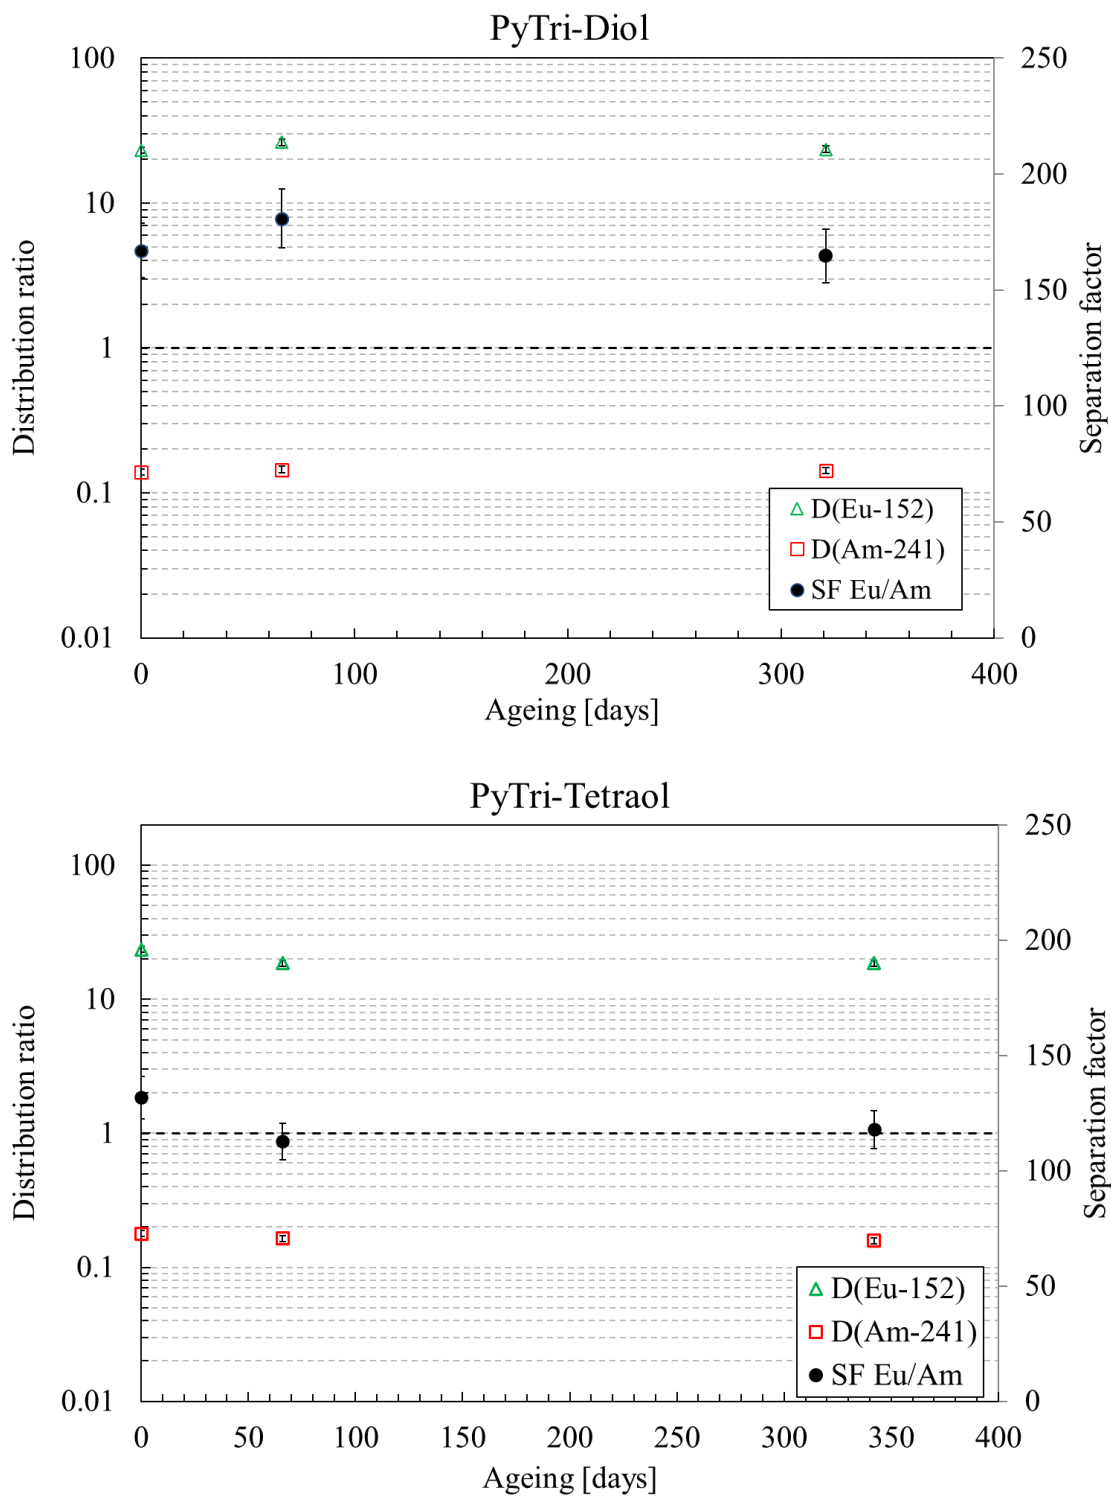 PyTri-Diol
100
10
1
0.1
0.01
Distribution ratio
250
200
150
100
50
0
Separation factor
D(Eu-152)
D(Am-241)
SF Eu/Am
0 100 200 300 400
Ageing [days]
PyTri-Tetraol
100
10
1
0.1
0.01
Distribution ratio
250
200
150
100
50
0
Separation factor
D(Eu-152)
D(Am-241)
SF Eu/Am
0 50 100 150 200 250 300 350 400
Ageing [days]